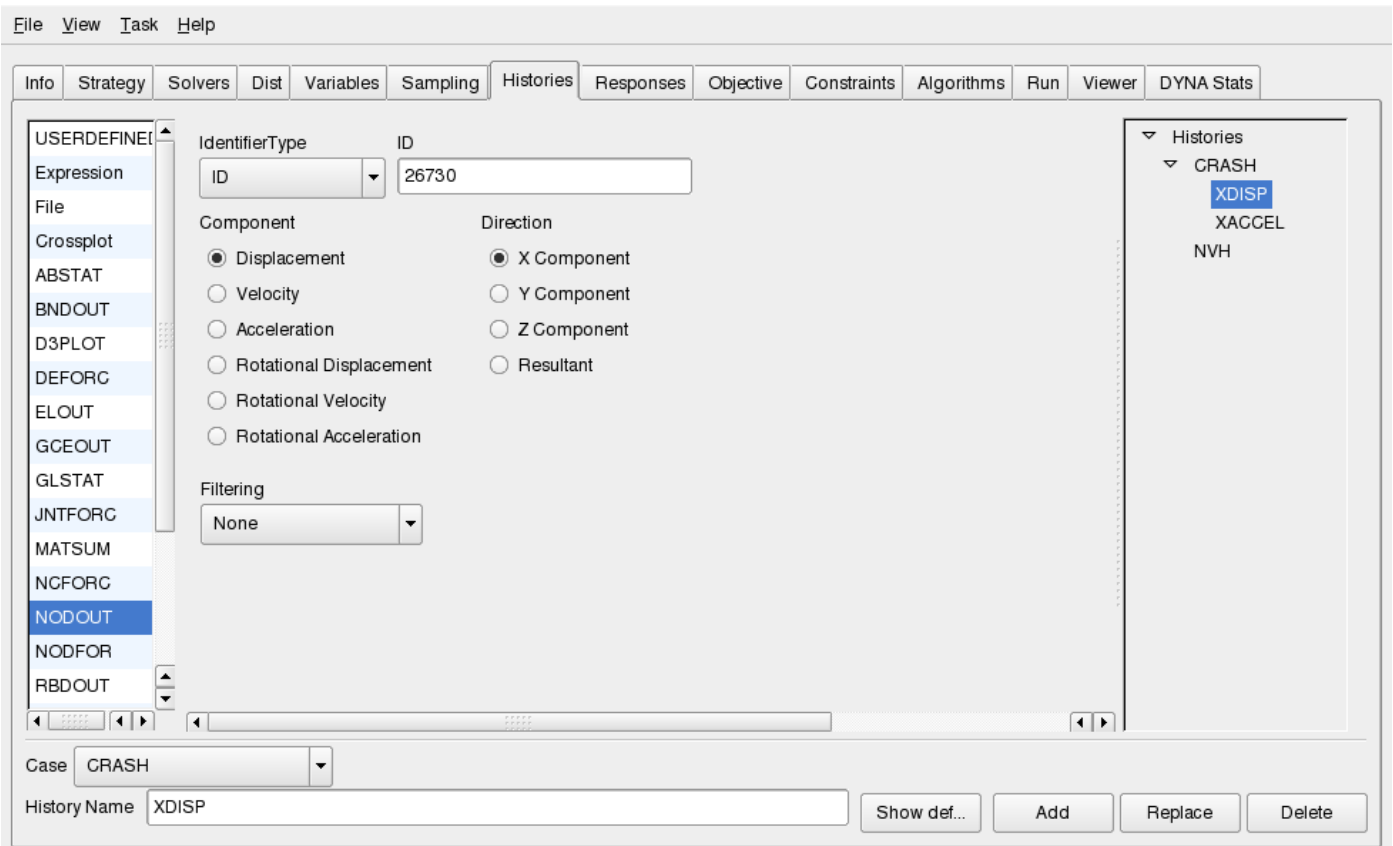 File View Task Help
Info Strategy Solvers Dist Variables Sampling Histories Responses Objective Constraints Algorithms Run Viewer DYNA Stats
USERDEFINED
Expression
File
Crossplot
ABSTAT
BNDOUT
D3PLOT
DEFORC
ELOUT
GCEOUT
GLSTAT
JNTFORC
MATSUM
NCFORC
NODOUT
NODFOR
RBDOUT
IdentifierType ID
ID 26730
Component Direction
Displacement X Component
Velocity Y Component
Acceleration Z Component
Rotational Displacement Resultant
Rotational Velocity
Rotational Acceleration
Filtering
None
Histories
CRASH
XDISP
XACCEL
NVH
Case CRASH
History Name XDISP Show def... Add Replace Delete